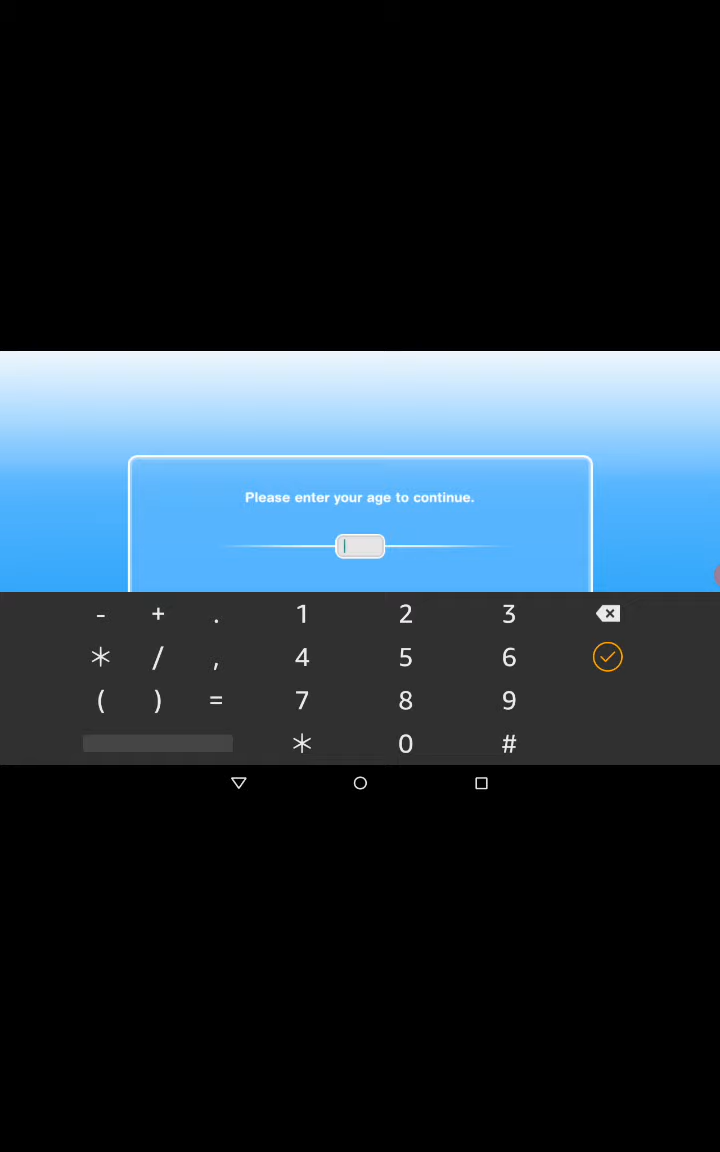 Please enter your age to continue.
- + . 1 2 3
* / , 4 5 6
( ) = 7 8 9
* 0 #